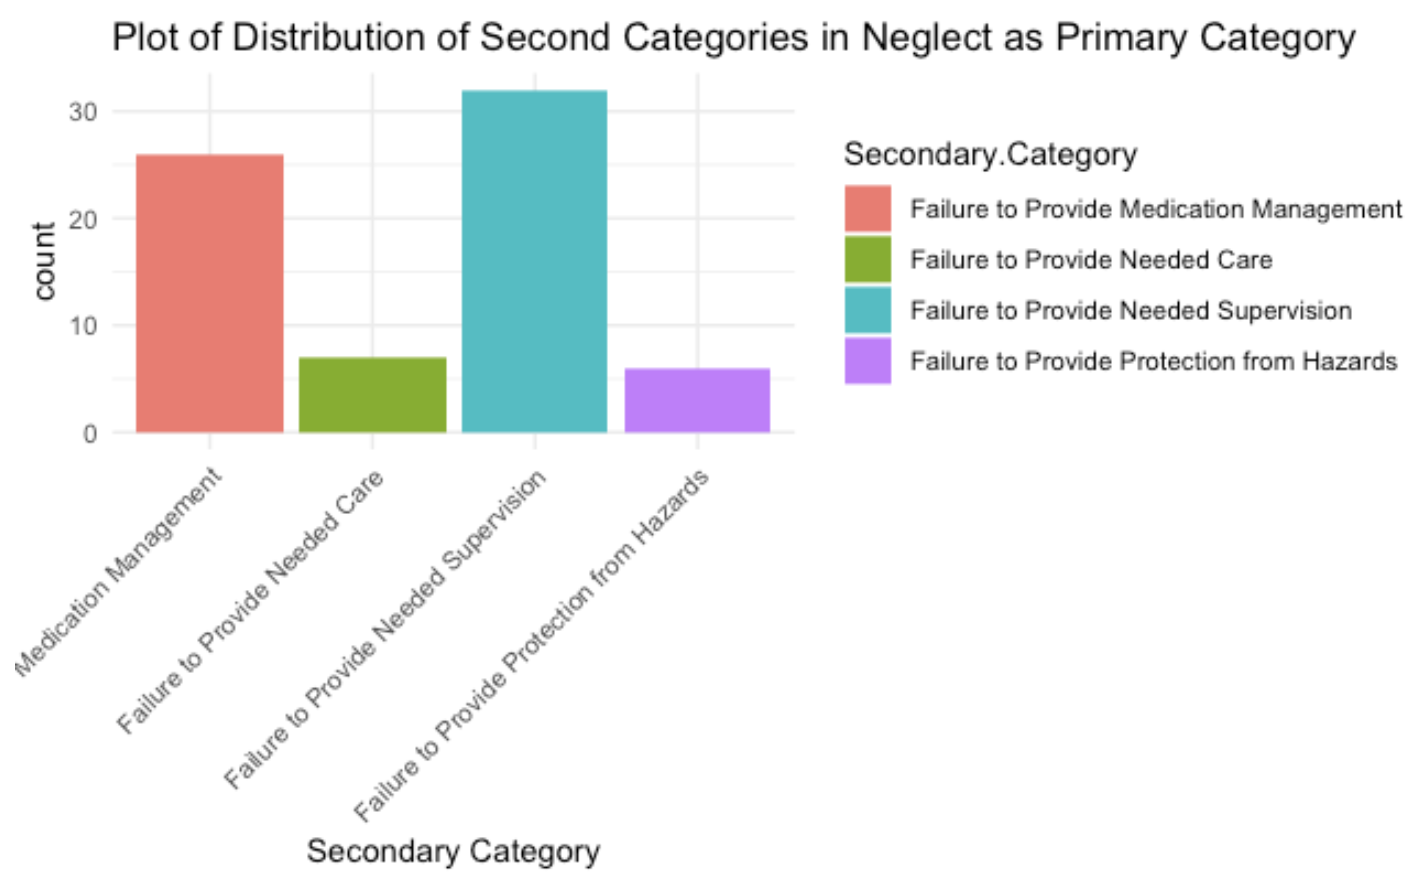 Plot of Distribution of Second Categories in Neglect as Primary Category
30
20
10
0
count
Medication Management
Failure to Provide Needed Care
Failure to Provide Needed Supervision
Failure to Provide Protection from Hazards
Secondary Category
Secondary.Category
Failure to Provide Medication Management
Failure to Provide Needed Care
Failure to Provide Needed Supervision
Failure to Provide Protection from Hazards